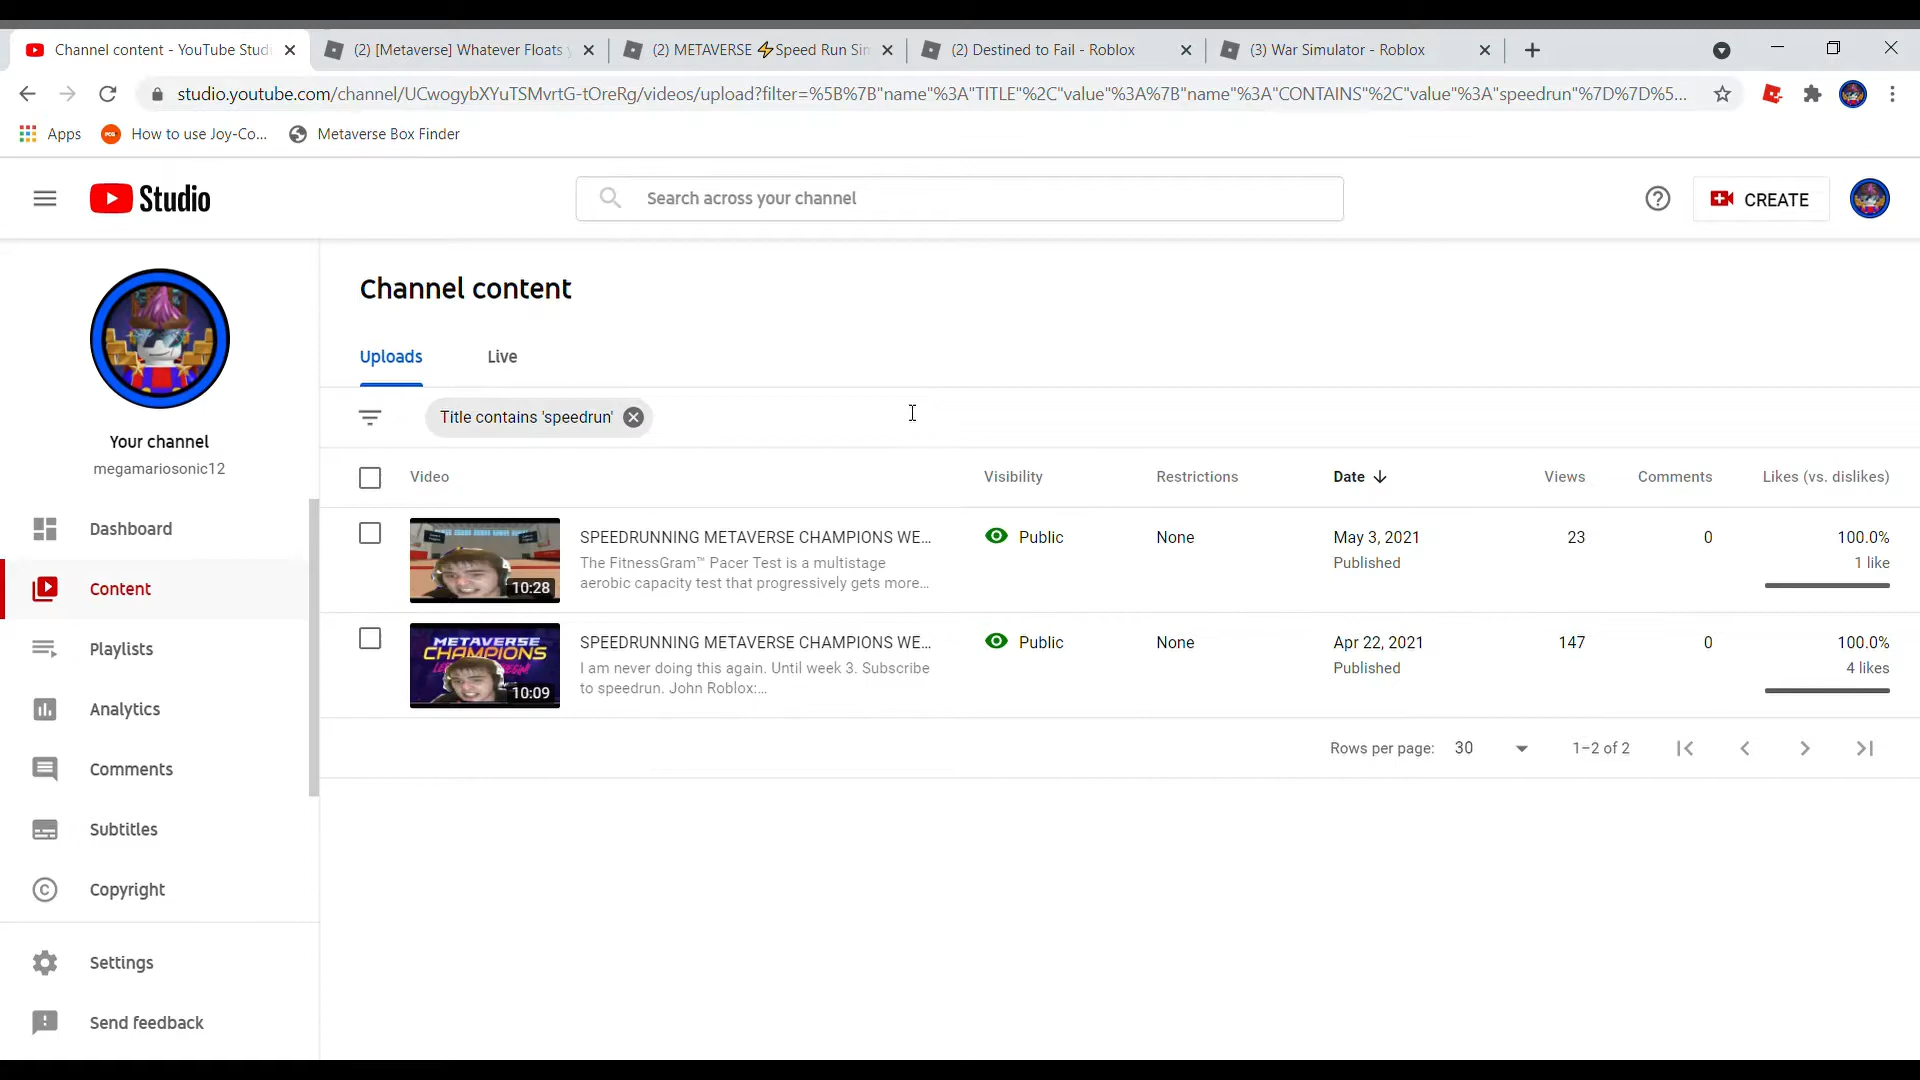 Channel content - YouTube Studi
(2) [Metaverse] Whatever Floats y
(2) METAVERSE ⚡Speed Run Sim
(2) Destined to Fail - Roblox
(3) War Simulator - Roblox
studio.youtube.com/channel/UCwogybXYuTSMvrtG-tOreRg/videos/upload?filter=%5B%7B"name"%3A"TITLE"%2C"value"%3A%7B"name"%3A"CONTAINS"%2C"value"%3A"speedrun"%7D%7D%5...
Apps
How to use Joy-Co...
Metaverse Box Finder
Studio
Search across your channel
CREATE
Your channel
megamariosonic12
Dashboard
Content
Playlists
Analytics
Comments
Subtitles
Copyright
Settings
Send feedback
Channel content
Uploads Live
Title contains 'speedrun'
Video Visibility Restrictions Date Views Comments Likes (vs. dislikes)
10:28
SPEEDRUNNING METAVERSE CHAMPIONS WE... Public None May 3, 2021 23 0 100.0%
The FitnessGram™ Pacer Test is a multistage Published 1 like
aerobic capacity test that progressively gets more...
METAVERSE
CHAMPIONS
10:09
SPEEDRUNNING METAVERSE CHAMPIONS WE... Public None Apr 22, 2021 147 0 100.0%
I am never doing this again. Until week 3. Subscribe Published 4 likes
to speedrun. John Roblox:...
Rows per page: 30 1–2 of 2